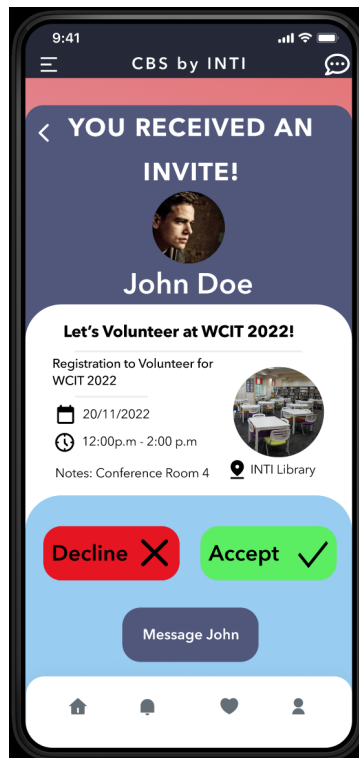 9:41
CBS by INTI
YOU RECEIVED AN
INVITE!
John Doe
Let's Volunteer at WCIT 2022!
Registration to Volunteer for
WCIT 2022
20/11/2022
12:00p.m - 2:00 p.m
Notes: Conference Room 4
INTI Library
Decline
Accept
Message John